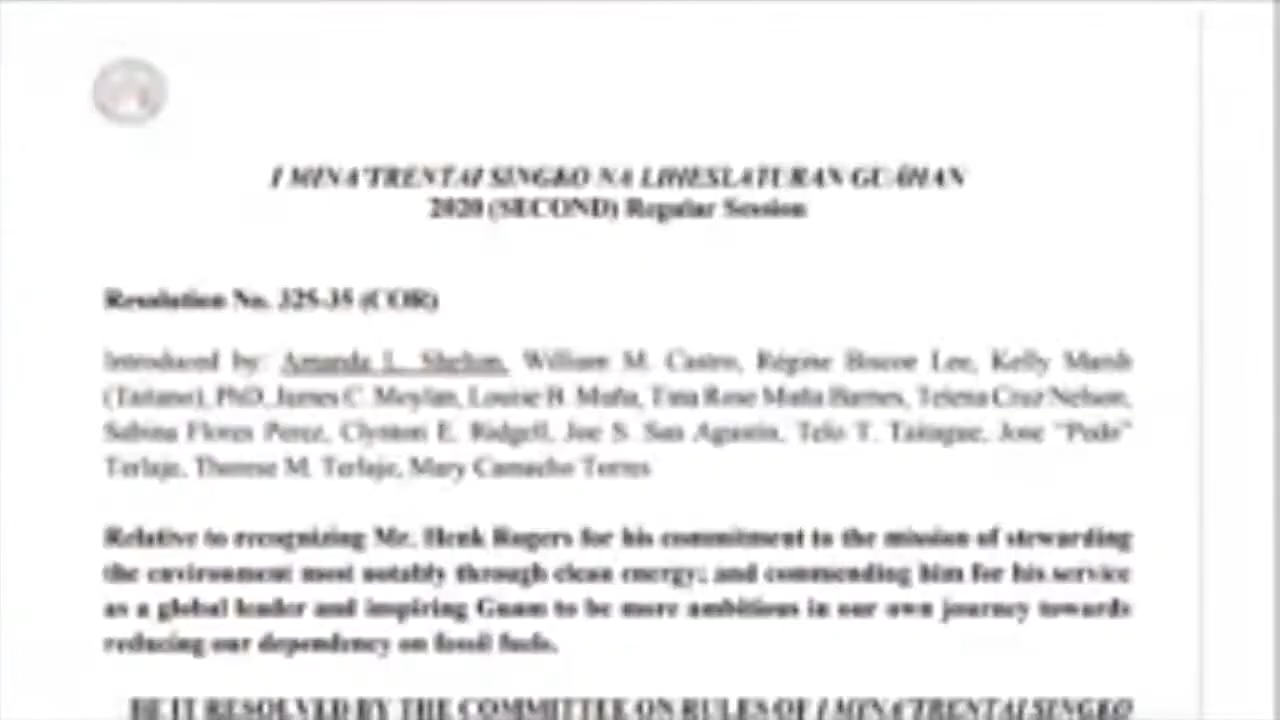 I MINA'TRENTAI SINGKO NA LIHESLATURAN GUÅHAN
2020 (SECOND) Regular Session
Resolution No. 325-35 (COR)
Introduced by: Amanda L. Shelton, William M. Castro, Régine Biscoe Lee, Kelly Marsh
(Taitano), PhD, James C. Moylan, Louise B. Muña, Tina Rose Muña Barnes, Telena Cruz Nelson,
Sabina Flores Perez, Clynton E. Ridgell, Joe S. San Agustin, Telo T. Taitague, Jose "Pedo"
Terlaje, Therese M. Terlaje, Mary Camacho Torres
Relative to recognizing Mr. Henk Rogers for his commitment to the mission of stewarding
the environment most notably through clean energy; and commending him for his service
as a global leader and inspiring Guam to be more ambitious in our own journey towards
reducing our dependency on fossil fuels.
BE IT RESOLVED BY THE COMMITTEE ON RULES OF I MINA'TRENTAI SINGKO